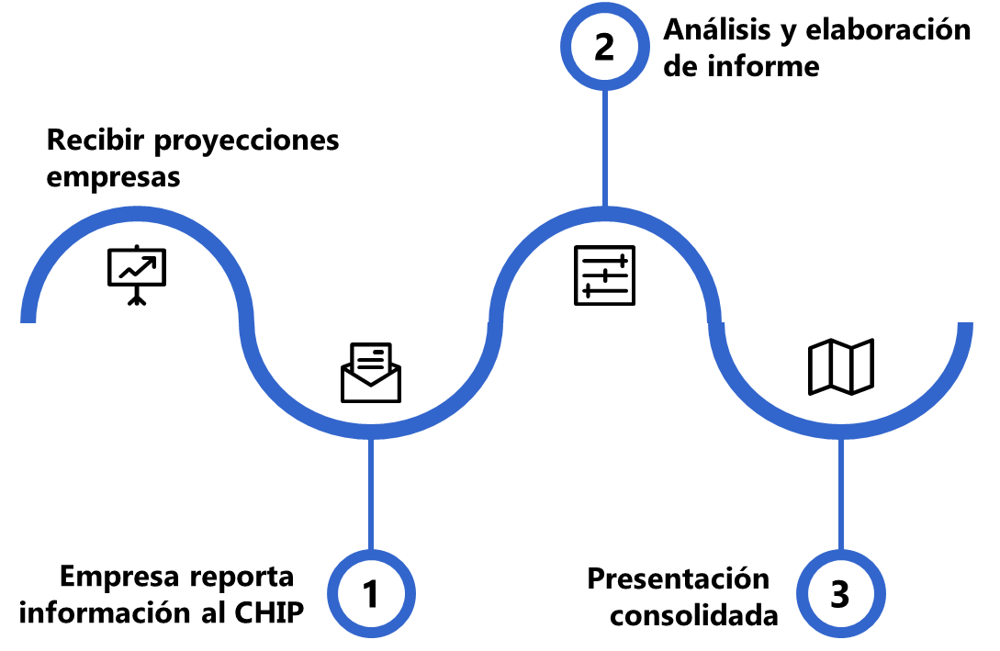 Recibir proyecciones
empresas
1
Empresa reporta
información al CHIP
2
Análisis y elaboración
de informe
3
Presentación
consolidada